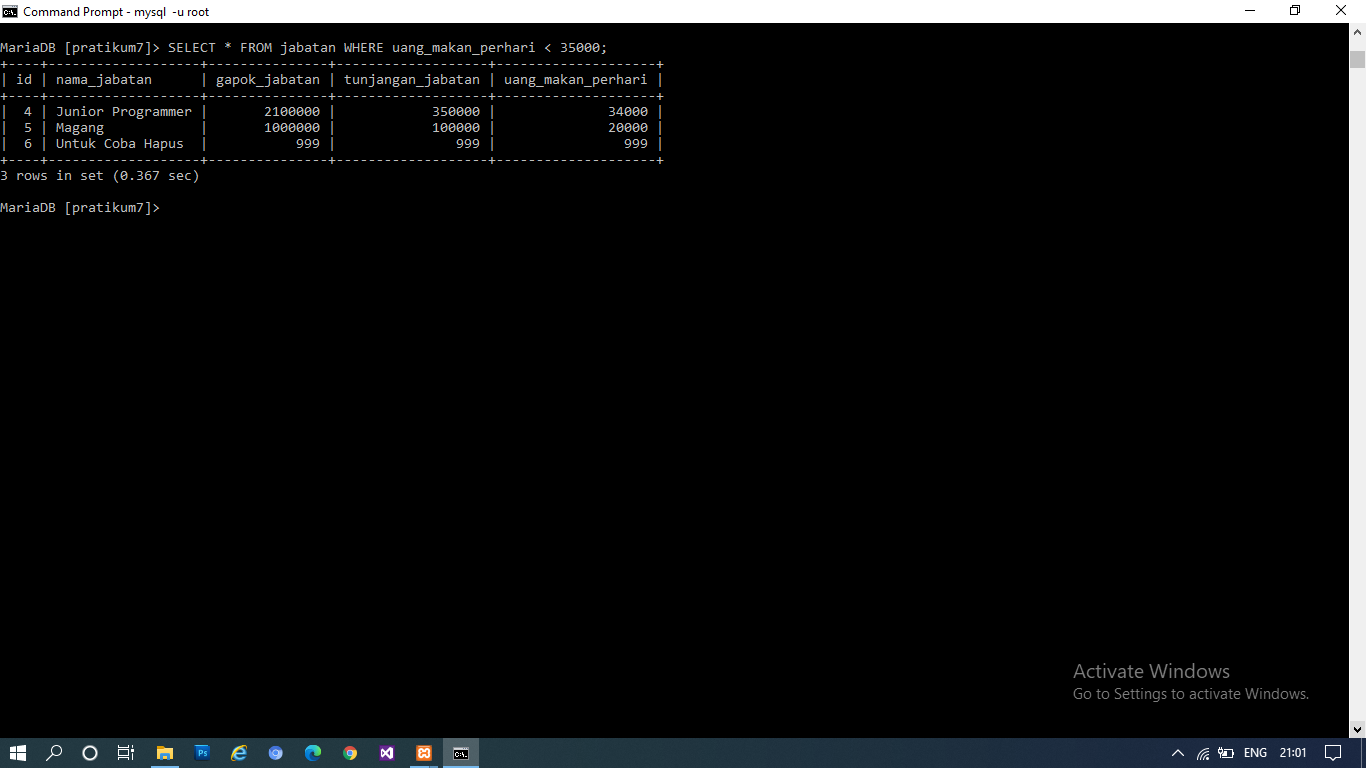 Command Prompt - mysql  -u root
MariaDB [pratikum7]> SELECT * FROM jabatan WHERE uang_makan_perhari < 35000;
+----+-------------------+---------------+-------------------+--------------------+
| id | nama_jabatan      | gapok_jabatan | tunjangan_jabatan | uang_makan_perhari |
+----+-------------------+---------------+-------------------+--------------------+
|  4 | Junior Programmer |       2100000 |            350000 |              34000 |
|  5 | Magang            |       1000000 |            100000 |              20000 |
|  6 | Untuk Coba Hapus  |           999 |               999 |                999 |
+----+-------------------+---------------+-------------------+--------------------+
3 rows in set (0.367 sec)
MariaDB [pratikum7]>
Activate Windows
Go to Settings to activate Windows.
Ps
C:\.
ENG
21:01